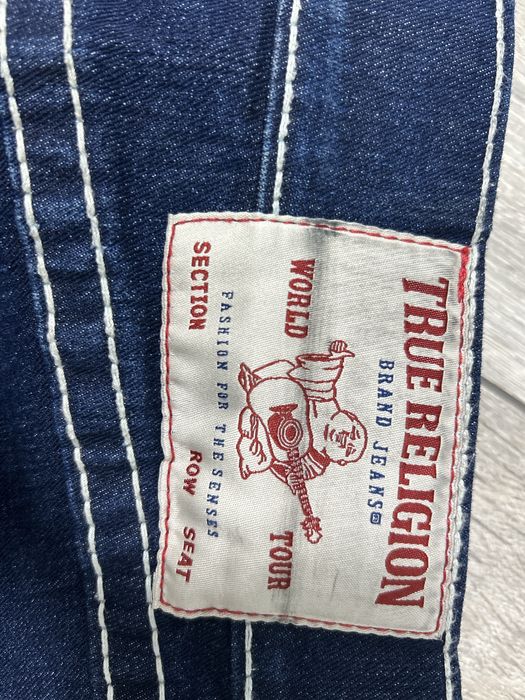 TRUE RELIGION
BRAND JEANS®
WORLD TOUR
FASHION FOR THE SENSES
SECTION ROW SEAT